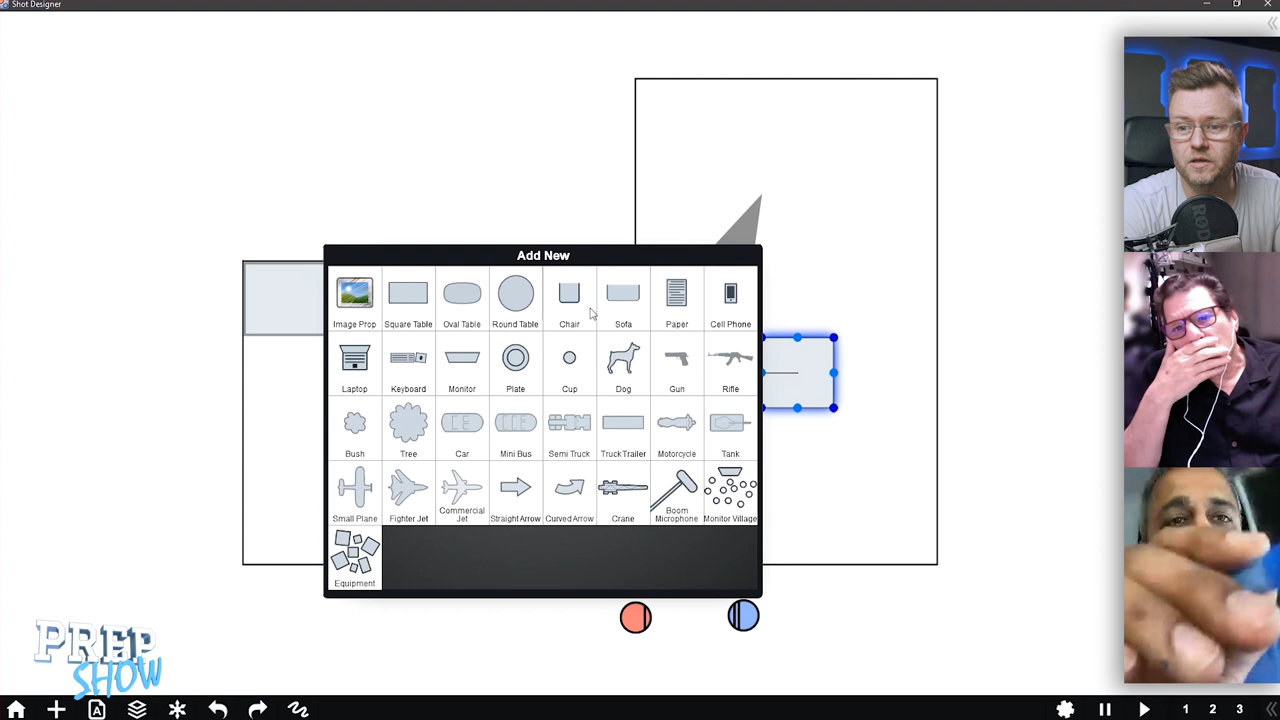 Shot Designer
Add New
Image Prop
Square Table
Oval Table
Round Table
Chair
Sofa
Paper
Cell Phone
Laptop
Keyboard
Monitor
Plate
Cup
Dog
Gun
Rifle
Bush
Tree
Car
Mini Bus
Semi Truck
Truck Trailer
Motorcycle
Tank
Small Plane
Fighter Jet
Commercial
Jet
Straight Arrow
Curved Arrow
Crane
Boom
Microphone
Monitor Village
Equipment
RØDE
PREP
SHOW
A
1 2 3